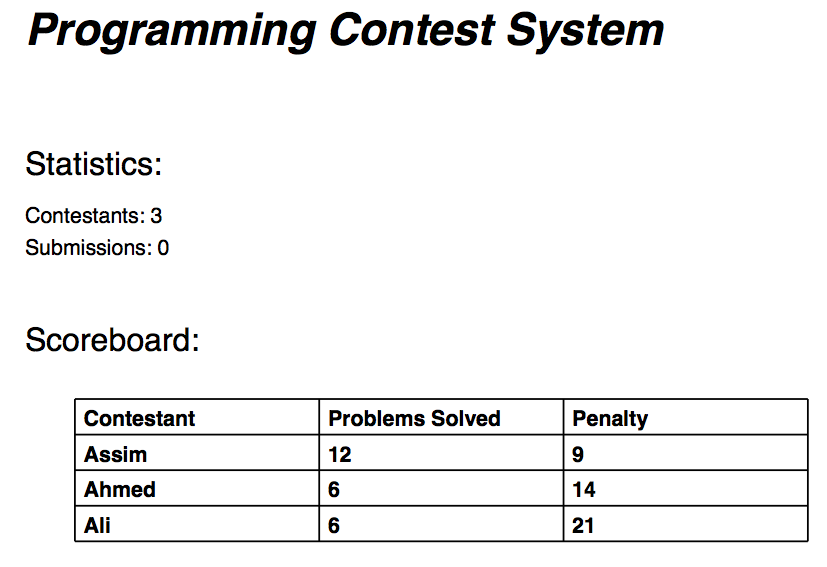 Programming Contest System
Statistics:
Contestants: 3
Submissions: 0
Scoreboard:
Contestant Problems Solved Penalty
Assim 12 9
Ahmed 6 14
Ali 6 21